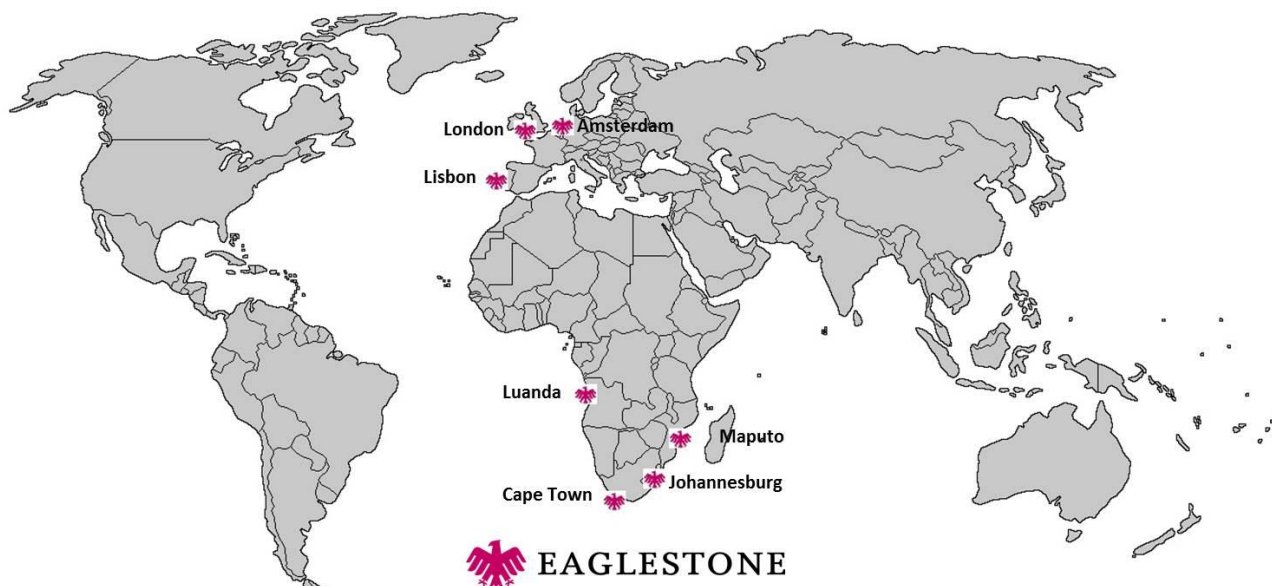 London
Amsterdam
Lisbon
Luanda
Maputo
Johannesburg
Cape Town
EAGLESTONE